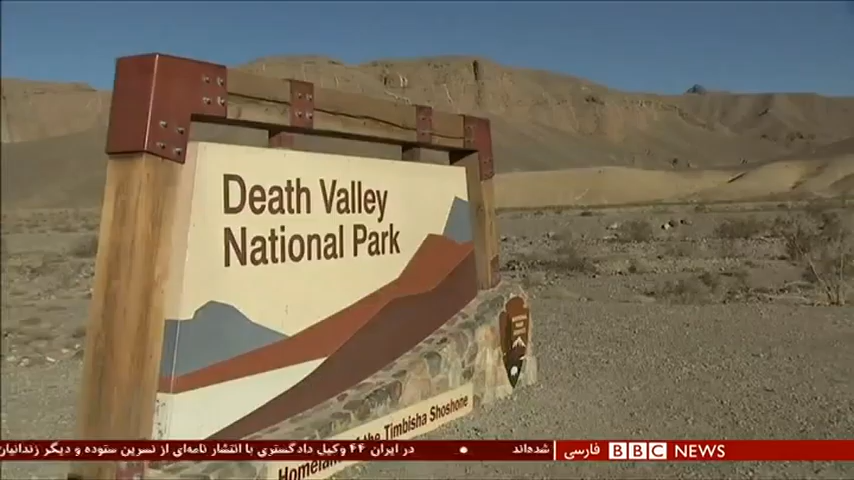 Death Valley
National Park
Homeland of the Timbisha Shoshone
در ایران ۴۴ وکیل دادگستری با انتشار نامه‌ای از نسرین ستوده و دیگر زندانیان
شده‌اند
فارسی BBC NEWS